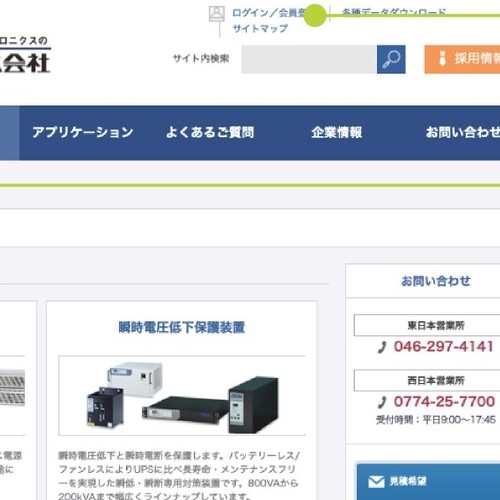 ログイン／会員登
各種データダウンロード
サイトマップ
ロニクスの
会社
サイト内検索
採用情報
アプリケーション
よくあるご質問
企業情報
お問い合わせ
お問い合わせ
瞬時電圧低下保護装置
東日本営業所
046-297-4141
西日本営業所
0774-25-7700
受付時間：平日9:00〜17:45
ス電源
途に
瞬時電圧低下と瞬時電断を保護します。バッテリーレス/
ファンレスによりUPSに比べ長寿命・メンテナンスフリ
ーを実現した瞬低・瞬断専用対策装置です。800VAから
200kVAまで幅広くラインナップしています。
見積希望